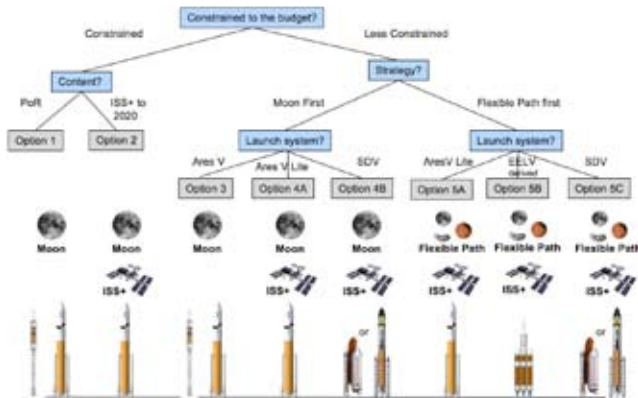 Constrained to the budget?
Constrained
Less Constrained
Content?
Strategy?
PoR
ISS+ to
2020
Moon First
Flexible Path first
Option 1
Option 2
Launch system?
Launch system?
Ares V
Ares V Lite
SDV
AresV Lite
EELV
derived
SDV
Option 3
Option 4A
Option 4B
Option 5A
Option 5B
Option 5C
Moon
Moon
Moon
Moon
Moon
Flexible Path
Flexible Path
Flexible Path
ISS+
ISS+
ISS+
ISS+
ISS+
ISS+
or
or